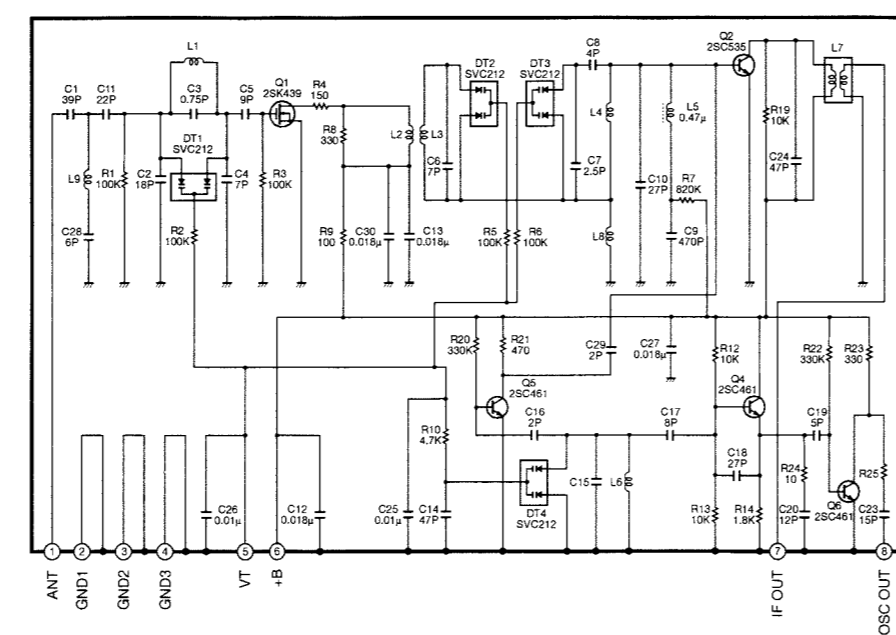 L1
C1
39P
C11
22P
C3
0.75P
C5
9P
Q1
2SK439
R4
150
DT1
SVC212
R8
330
L2
L3
L9
R1
100K
C2
18P
C4
7P
R3
100K
C28
6P
R2
100K
R9
100
C30
0.018μ
C13
0.018μ
DT2
SVC212
DT3
SVC212
C8
4P
C6
7P
C7
2.5P
L4
L5
0.47μ
C10
27P
R7
820K
R5
100K
R6
100K
L8
C9
470P
Q2
2SC535
L7
R19
10K
C24
47P
R20
330K
R21
470
C29
2P
C27
0.018μ
R12
10K
R22
330K
R23
330
Q5
2SC461
Q4
2SC461
R10
4.7K
C16
2P
C17
8P
C19
5P
C18
27P
R24
10
R25
C26
0.01μ
C12
0.018μ
C25
0.01μ
C14
47P
DT4
SVC212
C15
L6
R13
10K
R14
1.8K
C20
12P
Q6
2SC461
C23
15P
1
2
3
4
5
6
7
8
ANT
GND1
GND2
GND3
VT
+B
IF OUT
OSC OUT